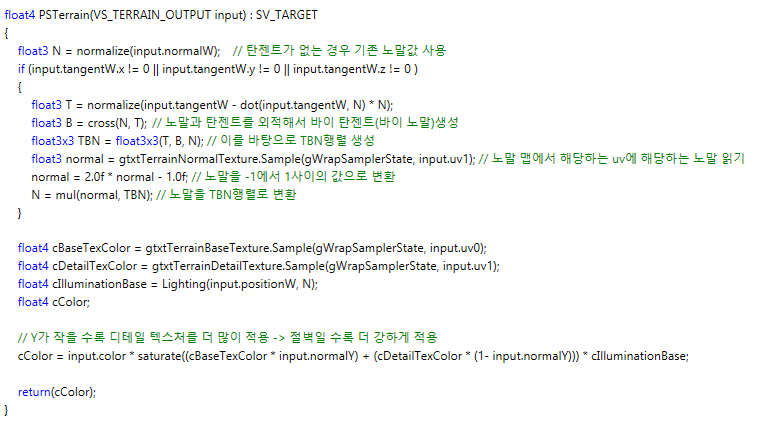 float4 PSTerrain(VS_TERRAIN_OUTPUT input) : SV_TARGET
{
float3 N = normalize(input.normalW); // 탄젠트가 없는 경우 기존 노말값 사용
if (input.tangentW.x != 0 || input.tangentW.y != 0 || input.tangentW.z != 0 )
{
float3 T = normalize(input.tangentW - dot(input.tangentW, N) * N);
float3 B = cross(N, T); // 노말과 탄젠트를 외적해서 바이 탄젠트(바이 노말)생성
float3x3 TBN = float3x3(T, B, N); // 이를 바탕으로 TBN행렬 생성
float3 normal = gtxtTerrainNormalTexture.Sample(gWrapSamplerState, input.uv1); // 노말 맵에서 해당하는 uv에 해당하는 노말 읽기
normal = 2.0f * normal - 1.0f; // 노말을 -1에서 1사이의 값으로 변환
N = mul(normal, TBN); // 노말을 TBN행렬로 변환
}
float4 cBaseTexColor = gtxtTerrainBaseTexture.Sample(gWrapSamplerState, input.uv0);
float4 cDetailTexColor = gtxtTerrainDetailTexture.Sample(gWrapSamplerState, input.uv1);
float4 cIlluminationBase = Lighting(input.positionW, N);
float4 cColor;
// Y가 작을 수록 디테일 텍스처를 더 많이 적용 -> 절벽일 수록 더 강하게 적용
cColor = input.color * saturate((cBaseTexColor * input.normalY) + (cDetailTexColor * (1- input.normalY))) * cIlluminationBase;
return(cColor);
}